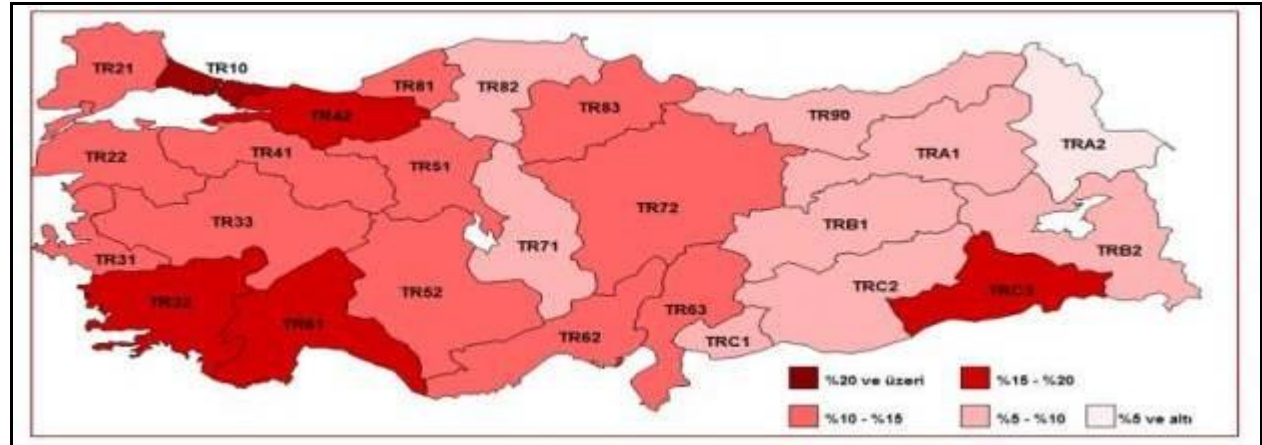 TR10
TR21
TR81
TR82
TR83
TR90
TR42
TRA1
TRA2
TR22
TR41
TR51
TR33
TR72
TRB1
TR71
TRB2
TR31
TRC2
TRC3
TR32
TR52
TR61
TR63
TR62
TRC1
%20 ve üzeri
%15 - %20
%10 - %15
%5 - %10
%5 ve altı